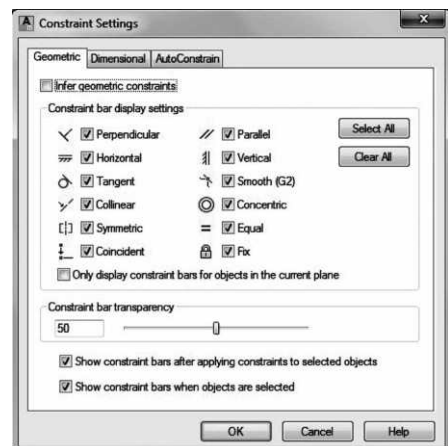 Constraint Settings
Geometric Dimensional AutoConstrain
Infer geometric constraints
Constraint bar display settings
Perpendicular Parallel Select All
Horizontal Vertical Clear All
Tangent Smooth (G2)
Collinear Concentric
Symmetric Equal
Coincident Fix
Only display constraint bars for objects in the current plane
Constraint bar transparency
50
Show constraint bars after applying constraints to selected objects
Show constraint bars when objects are selected
OK Cancel Help